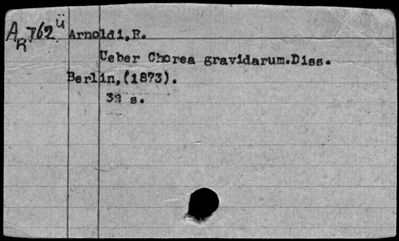 A 762 ü Arnoldi,R.
R
Ueber Chorea gravidarum.Diss.
Berlin,(1873).
32 s.